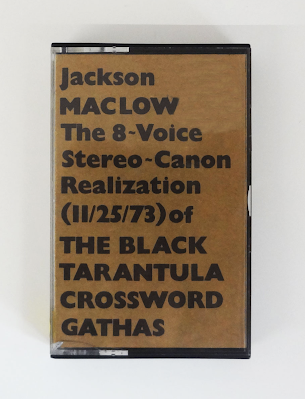 Jackson
MACLOW
The 8-Voice
Stereo-Canon
Realization
(11/25/73) of
THE BLACK
TARANTULA
CROSSWORD
GATHAS